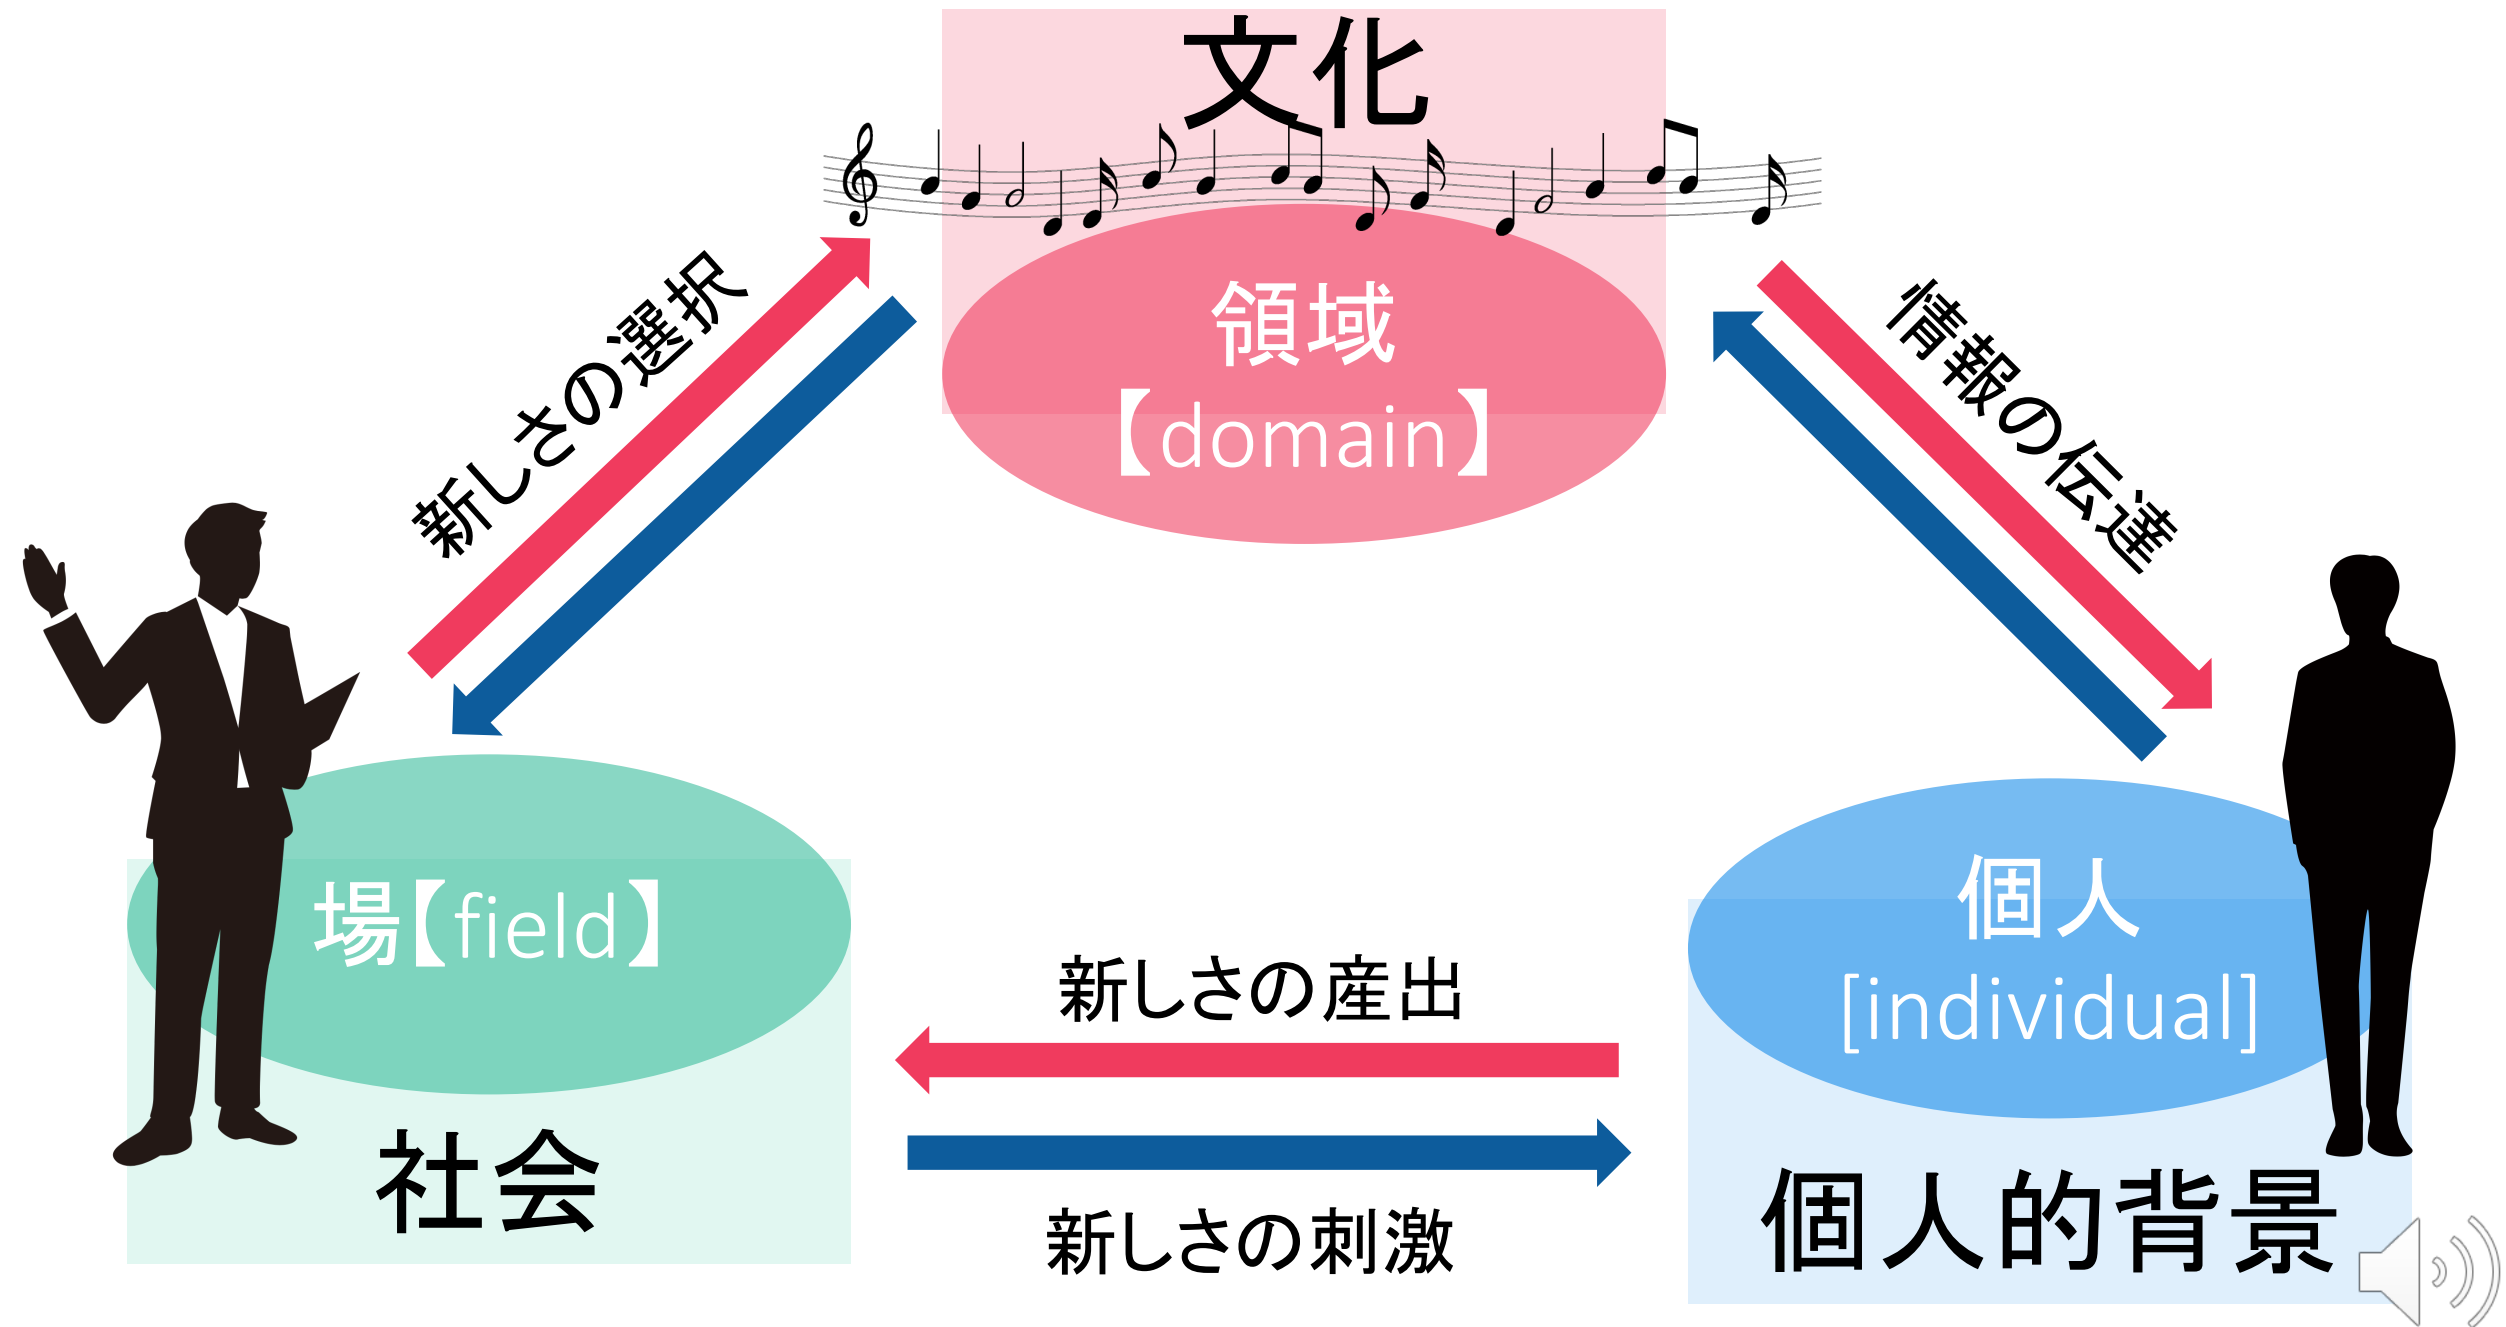 文化
領域
【domain】
新しさの選択
情報の伝達
場【field】
個人
[individual]
新しさの産出
新しさの刺激
社会
個人的背景